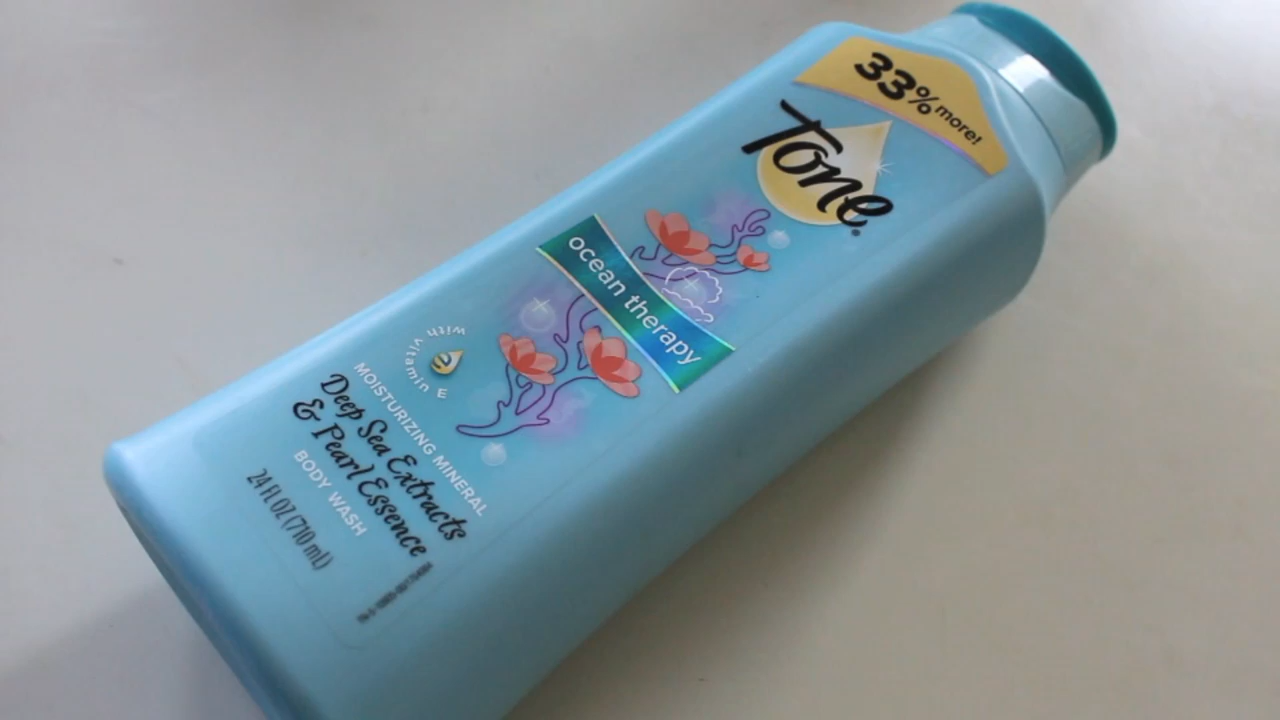 33% more!
Tone
ocean therapy
with vitamin E
e
MOISTURIZING MINERAL
Deep Sea Extracts
& Pearl Essence
BODY WASH
24 FL OZ (710 mL)